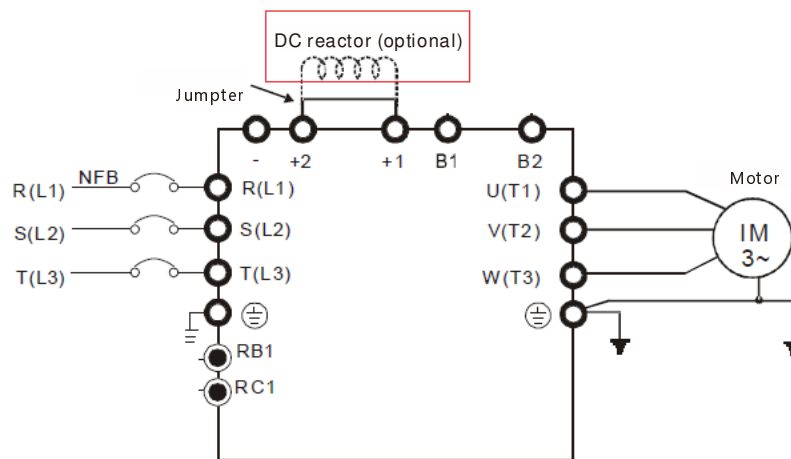 DC reactor (optional)
Jumpter
- +2 +1 B1 B2
NFB
R(L1) R(L1) U(T1) Motor
S(L2) S(L2) V(T2) IM
3~
T(L3) T(L3) W(T3)
RB1
RC1